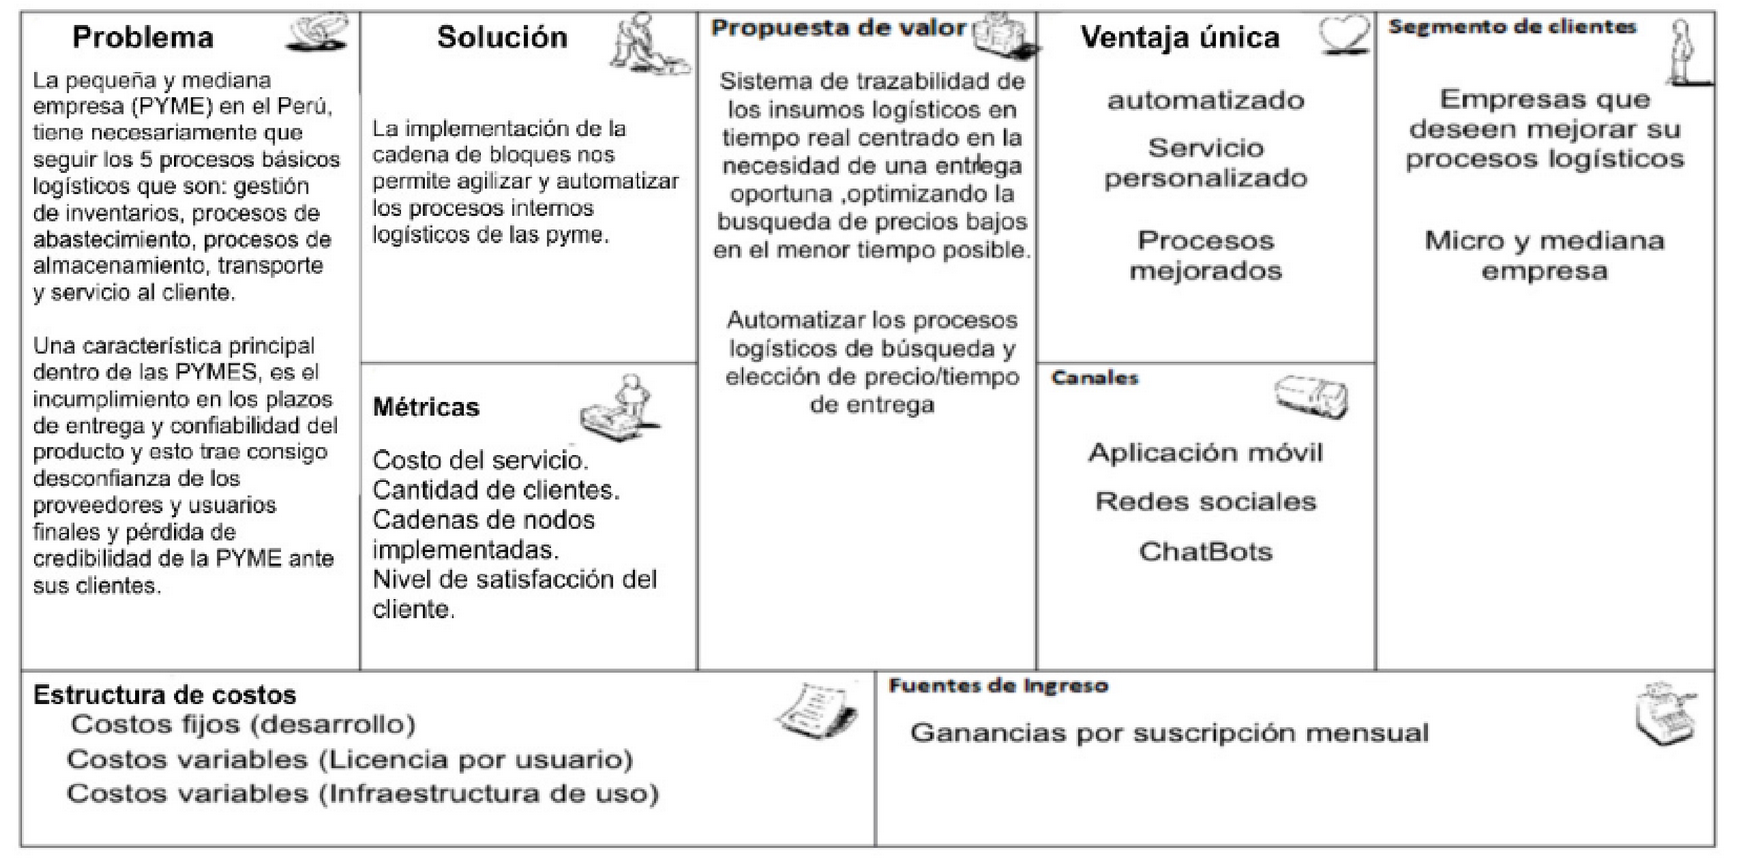 Problema
La pequeña y mediana
empresa (PYME) en el Perú,
tiene necesariamente que
seguir los 5 procesos básicos
logísticos que son: gestión
de inventarios, procesos de
abastecimiento, procesos de
almacenamiento, transporte
y servicio al cliente.
Una característica principal
dentro de las PYMES, es el
incumplimiento en los plazos
de entrega y confiabilidad del
producto y esto trae consigo
desconfianza de los
proveedores y usuarios
finales y pérdida de
credibilidad de la PYME ante
sus clientes.
Solución
La implementación de la
cadena de bloques nos
permite agilizar y automatizar
los procesos internos
logísticos de las pyme.
Métricas
Costo del servicio.
Cantidad de clientes.
Cadenas de nodos
implementadas.
Nivel de satisfacción del
cliente.
Propuesta de valor
Sistema de trazabilidad de
los insumos logísticos en
tiempo real centrado en la
necesidad de una entrega
oportuna ,optimizando la
busqueda de precios bajos
en el menor tiempo posible.
Automatizar los procesos
logísticos de búsqueda y
elección de precio/tiempo
de entrega
Ventaja única
automatizado
Servicio
personalizado
Procesos
mejorados
Canales
Aplicación móvil
Redes sociales
ChatBots
Segmento de clientes
Empresas que
deseen mejorar su
procesos logísticos
Micro y mediana
empresa
Estructura de costos
Costos fijos (desarrollo)
Costos variables (Licencia por usuario)
Costos variables (Infraestructura de uso)
Fuentes de Ingreso
Ganancias por suscripción mensual